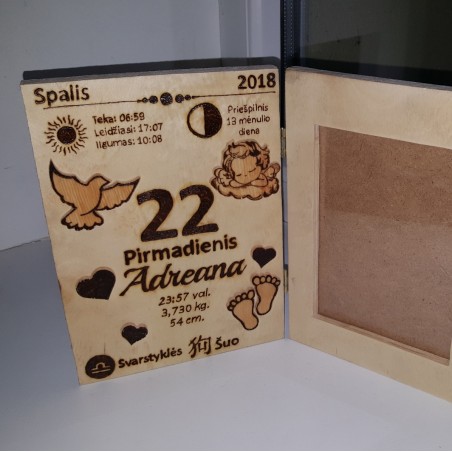 Spalis 2018
Teka: 06:59
Leidžiasi: 17:07
Ilgumas: 10:08
Priešpilnis
13 mėnulio
diena
22
Pirmadienis
Adreana
23:57 val.
3,730 kg.
54 cm.
Svarstyklės 狗 Šuo